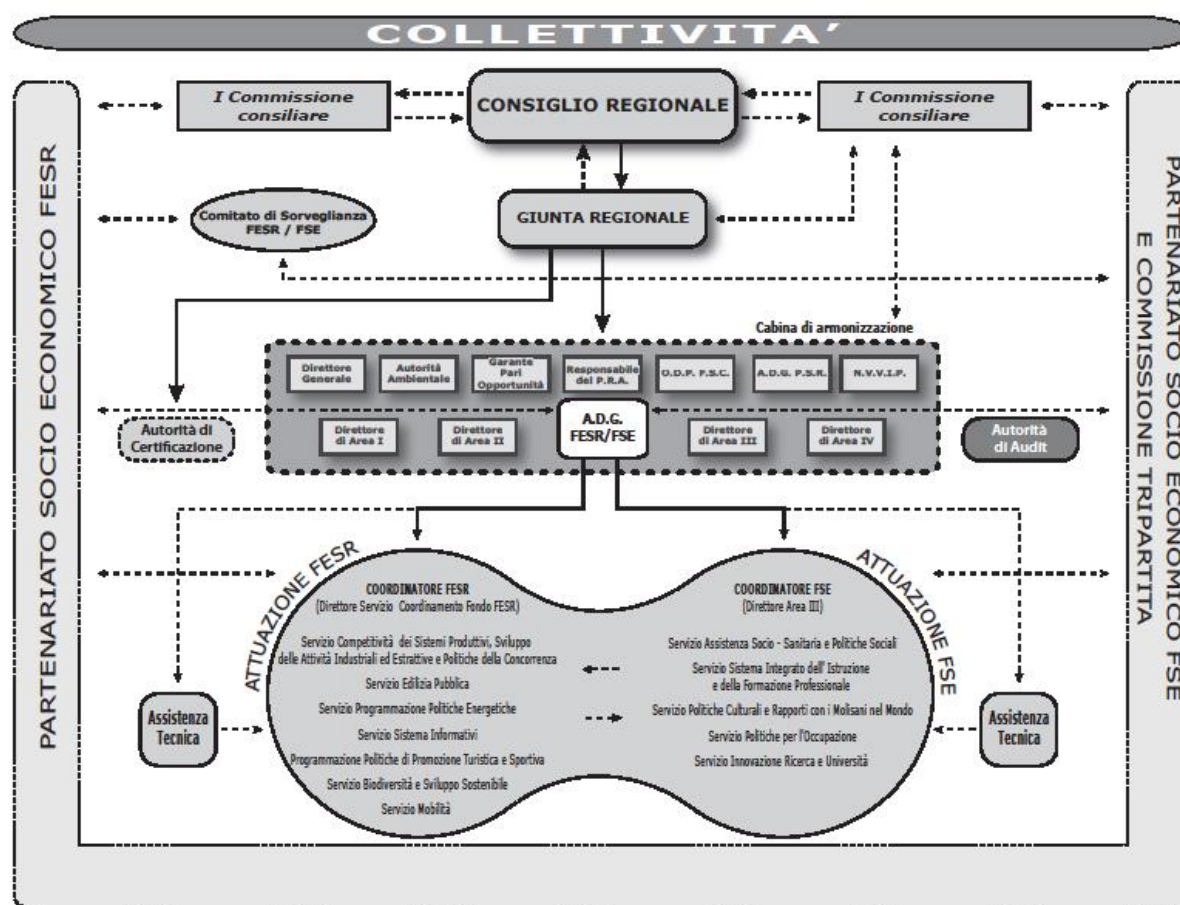 COLLETTIVITA'
PARTENARIATO SOCIO ECONOMICO FESR
I Commissione
consiliare
CONSIGLIO REGIONALE
I Commissione
consiliare
Comitato di Sorveglianza
FESR / FSE
GIUNTA REGIONALE
Cabina di armonizzazione
Direttore
Generale
Autorità
Ambientale
Garante
Pari
Opportunità
Responsabile
del P.R.A.
O.D.P. F.S.C.
A.D.G. P.S.R.
N.V.V.I.P.
Autorità di
Certificazione
Direttore
di Area I
Direttore
di Area II
A.D.G.
FESR/FSE
Direttore
di Area III
Direttore
di Area IV
Autorità
di Audit
ATTUAZIONE FESR
COORDINATORE FESR
(Direttore Servizio Coordinamento Fondo FESR)
Servizio Competitività dei Sistemi Produttivi, Sviluppo
delle Attività Industriali ed Estrattive e Politiche della Concorrenza
Servizio Edilizia Pubblica
Servizio Programmazione Politiche Energetiche
Servizio Sistema Informativi
Programmazione Politiche di Promozione Turistica e Sportiva
Servizio Biodiversità e Sviluppo Sostenibile
Servizio Mobilità
ATTUAZIONE FSE
COORDINATORE FSE
(Direttore Area III)
Servizio Assistenza Socio - Sanitaria e Politiche Sociali
Servizio Sistema Integrato dell' Istruzione
e della Formazione Professionale
Servizio Politiche Culturali e Rapporti con i Molisani nel Mondo
Servizio Politiche per l'Occupazione
Servizio Innovazione Ricerca e Università
Assistenza
Tecnica
Assistenza
Tecnica
PARTENARIATO SOCIO ECONOMICO FSE
E COMMISSIONE TRIPARTITA